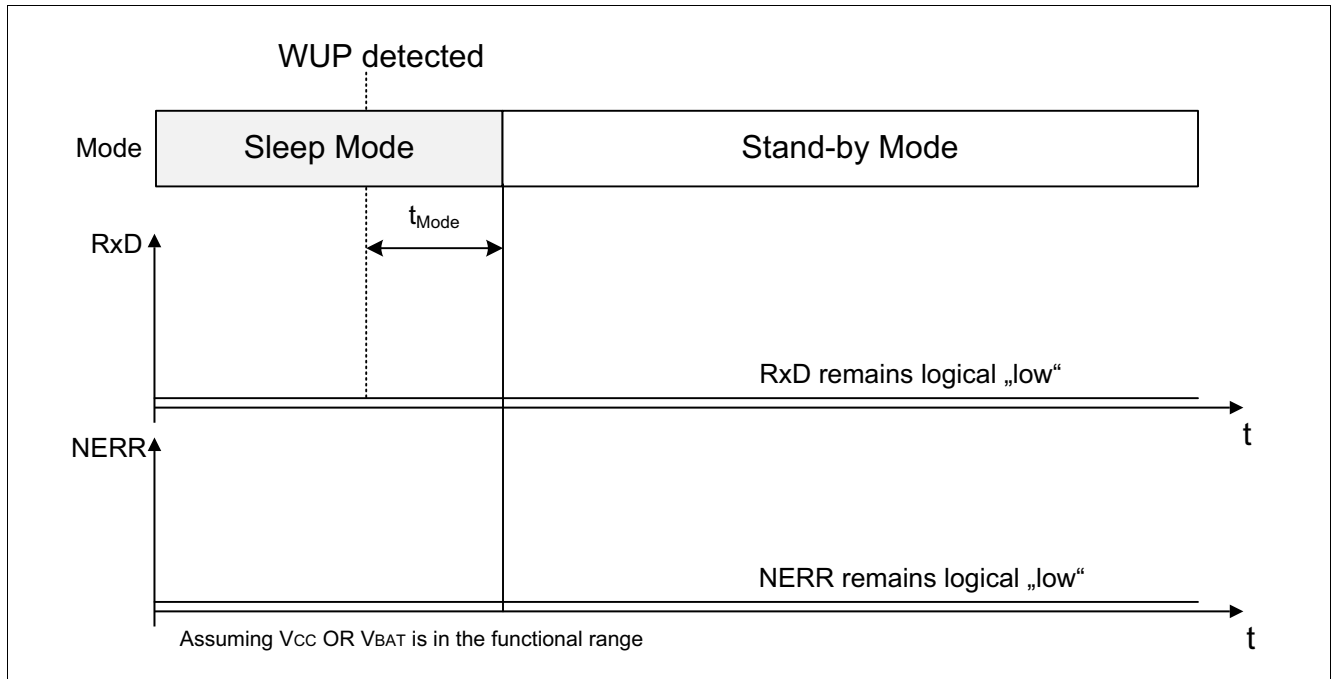 WUP detected
Mode
Sleep Mode
Stand-by Mode
tMode
RxD
RxD remains logical „low“
t
NERR
NERR remains logical „low“
t
Assuming VCC OR VBAT is in the functional range